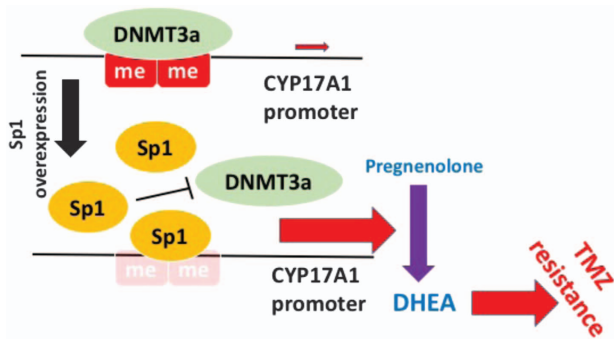 DNMT3a
me me
CYP17A1
promoter
Sp1
overexpression
Sp1
Sp1
DNMT3a
Sp1
me me
CYP17A1
promoter
Pregnenolone
DHEA
TMZ
resistance